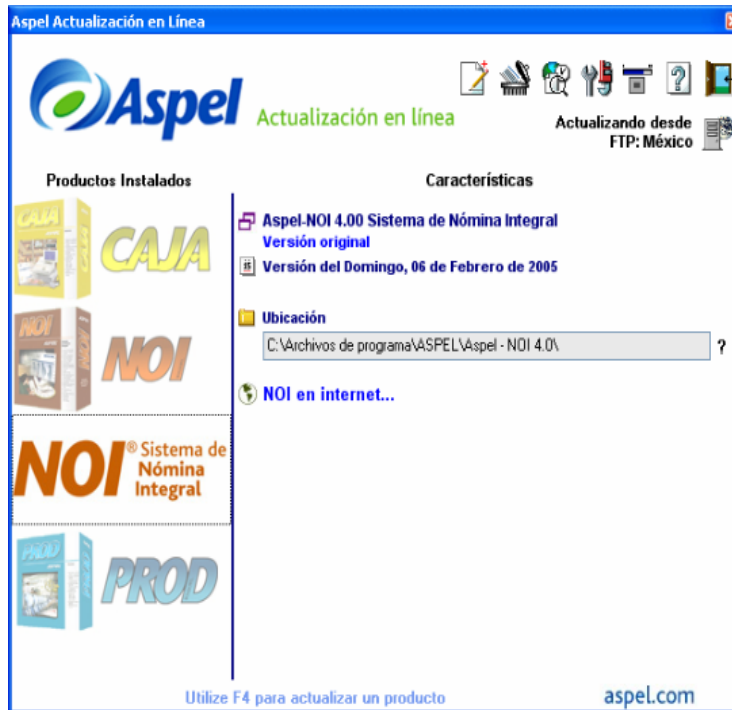 Aspel Actualización en Línea
Aspel
Actualización en línea
Actualizando desde
FTP: México
Productos Instalados
Características
CAJA
CAJA
NOI
NOI
NOI® Sistema de
Nómina
Integral
PROD
PROD
Aspel-NOI 4.00 Sistema de Nómina Integral
Versión original
Versión del Domingo, 06 de Febrero de 2005
Ubicación
C:\Archivos de programa\ASPEL\Aspel - NOI 4.0\
?
NOI en internet...
Utilize F4 para actualizar un producto
aspel.com